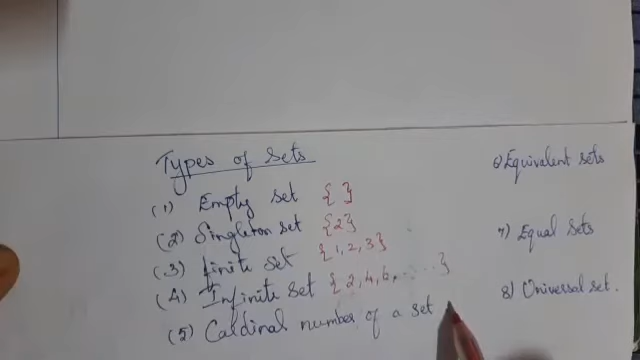 Types of Sets
(1) Empty set { }
(2) Singleton set {2}
(3) finite set {1, 2, 3}
(4) Infinite set {2, 4, 6, ......}
(5) Cardinal number of a set
6) Equivalent sets
7) Equal Sets
8) Universal set.